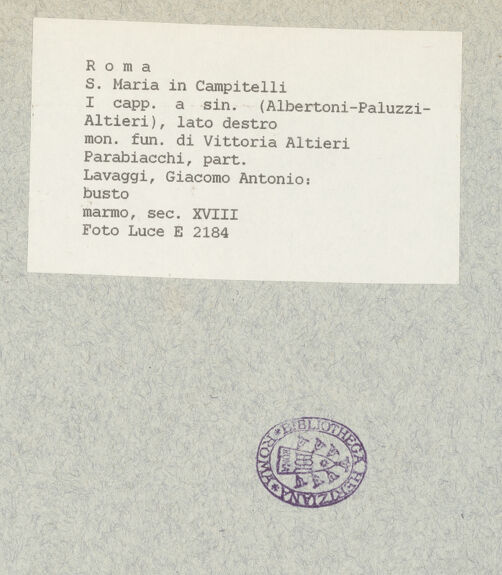 Roma
S. Maria in Campitelli
I capp. a sin. (Albertoni-Paluzzi-
Altieri), lato destro
mon. fun. di Vittoria Altieri
Parabiacchi, part.
Lavaggi, Giacomo Antonio:
busto
marmo, sec. XVIII
Foto Luce E 2184
BIBLIOTHECA HERTZIANA ★ ROMA ★